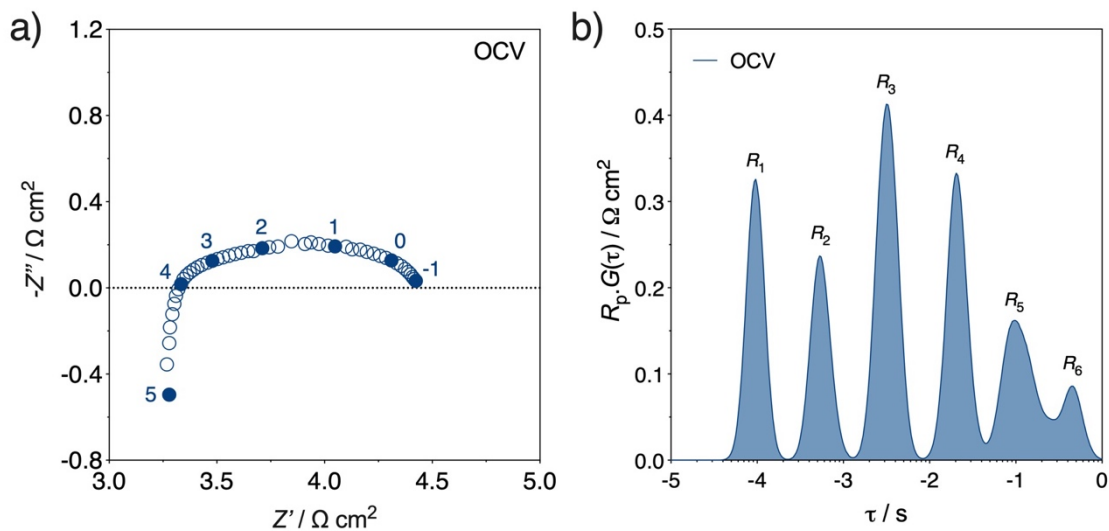 a)
OCV
1.2
0.8
0.4
0.0
-0.4
-0.8
-Z" / Ω cm²
5
4
3
2
1
0
-1
3.0 3.5 4.0 4.5 5.0
Z' / Ω cm²
b)
OCV
0.5
0.4
0.3
0.2
0.1
0.0
Rₚ.G(τ) / Ω cm²
R₁
R₂
R₃
R₄
R₅
R₆
-5 -4 -3 -2 -1 0
τ / s